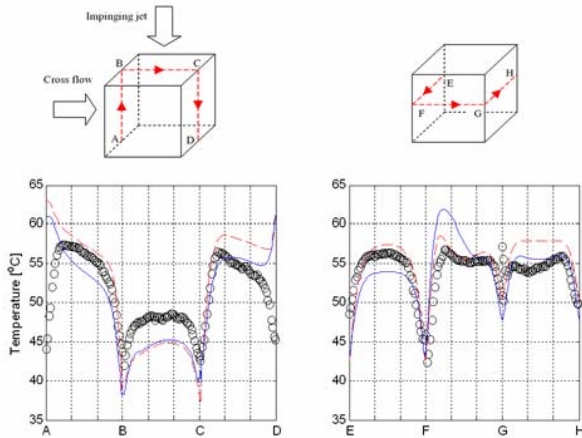 Impinging jet
Cross flow
B
C
A
D
E
H
F
G
Temperature [°C]
65
60
55
50
45
40
35
A
B
C
D
65
60
55
50
45
40
35
E
F
G
H